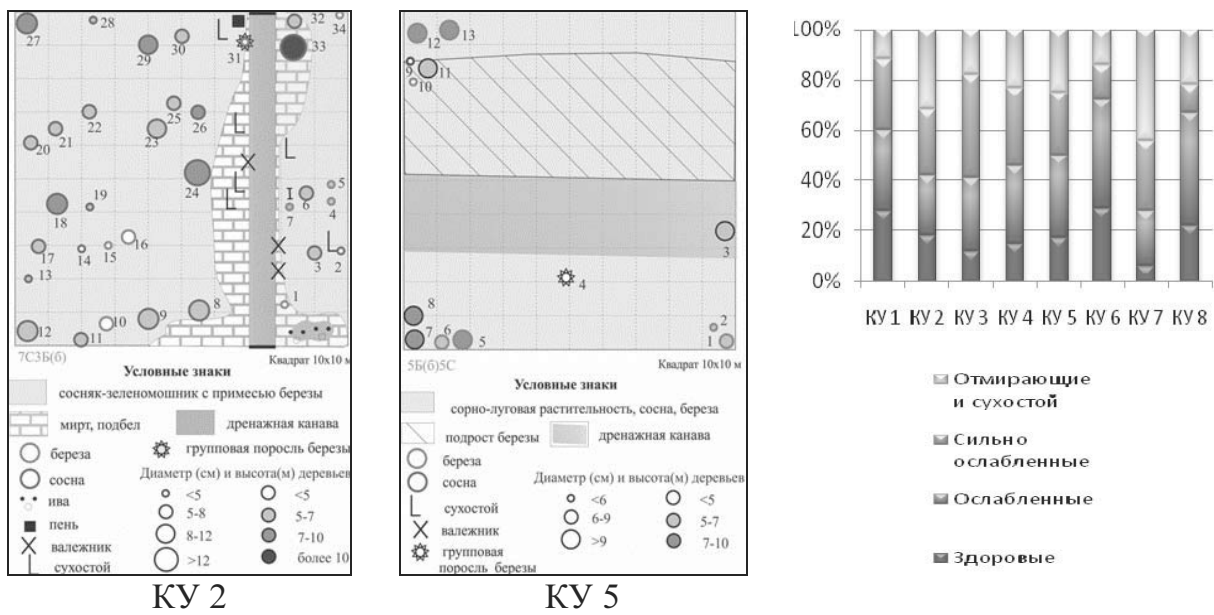 27
28
29
30
31
32
33
34
20
21
22
23
24
25
26
18
19
5
6
4
7
17
14
15
16
3
2
13
12
11
10
9
8
1
7С3Б(б)
Квадрат 10х10 м
Условные знаки
сосняк-зеленомошник с примесью березы
мирт, подбел
дренажная канава
береза
групповая поросль березы
сосна
Диаметр (см) и высота(м) деревьев
ива
<5
<5
пень
5-8
5-7
валежник
8-12
7-10
сухостой
>12
более 10
КУ 2
12
13
9
11
10
3
4
8
7
6
5
2
1
5Б(б)5С
Квадрат 10х10 м
Условные знаки
сорно-луговая растительность, сосна, береза
подрост березы
дренажная канава
береза
сосна
Диаметр (см) и высота(м) деревьев
сухостой
<6
<5
валежник
6-9
5-7
групповая
поросль березы
>9
7-10
КУ 5
100%
80%
60%
40%
20%
0%
КУ 1 КУ 2 КУ 3 КУ 4 КУ 5 КУ 6 КУ 7 КУ 8
Отмирающие
и сухостой
Сильно
ослабленные
Ослабленные
Здоровые